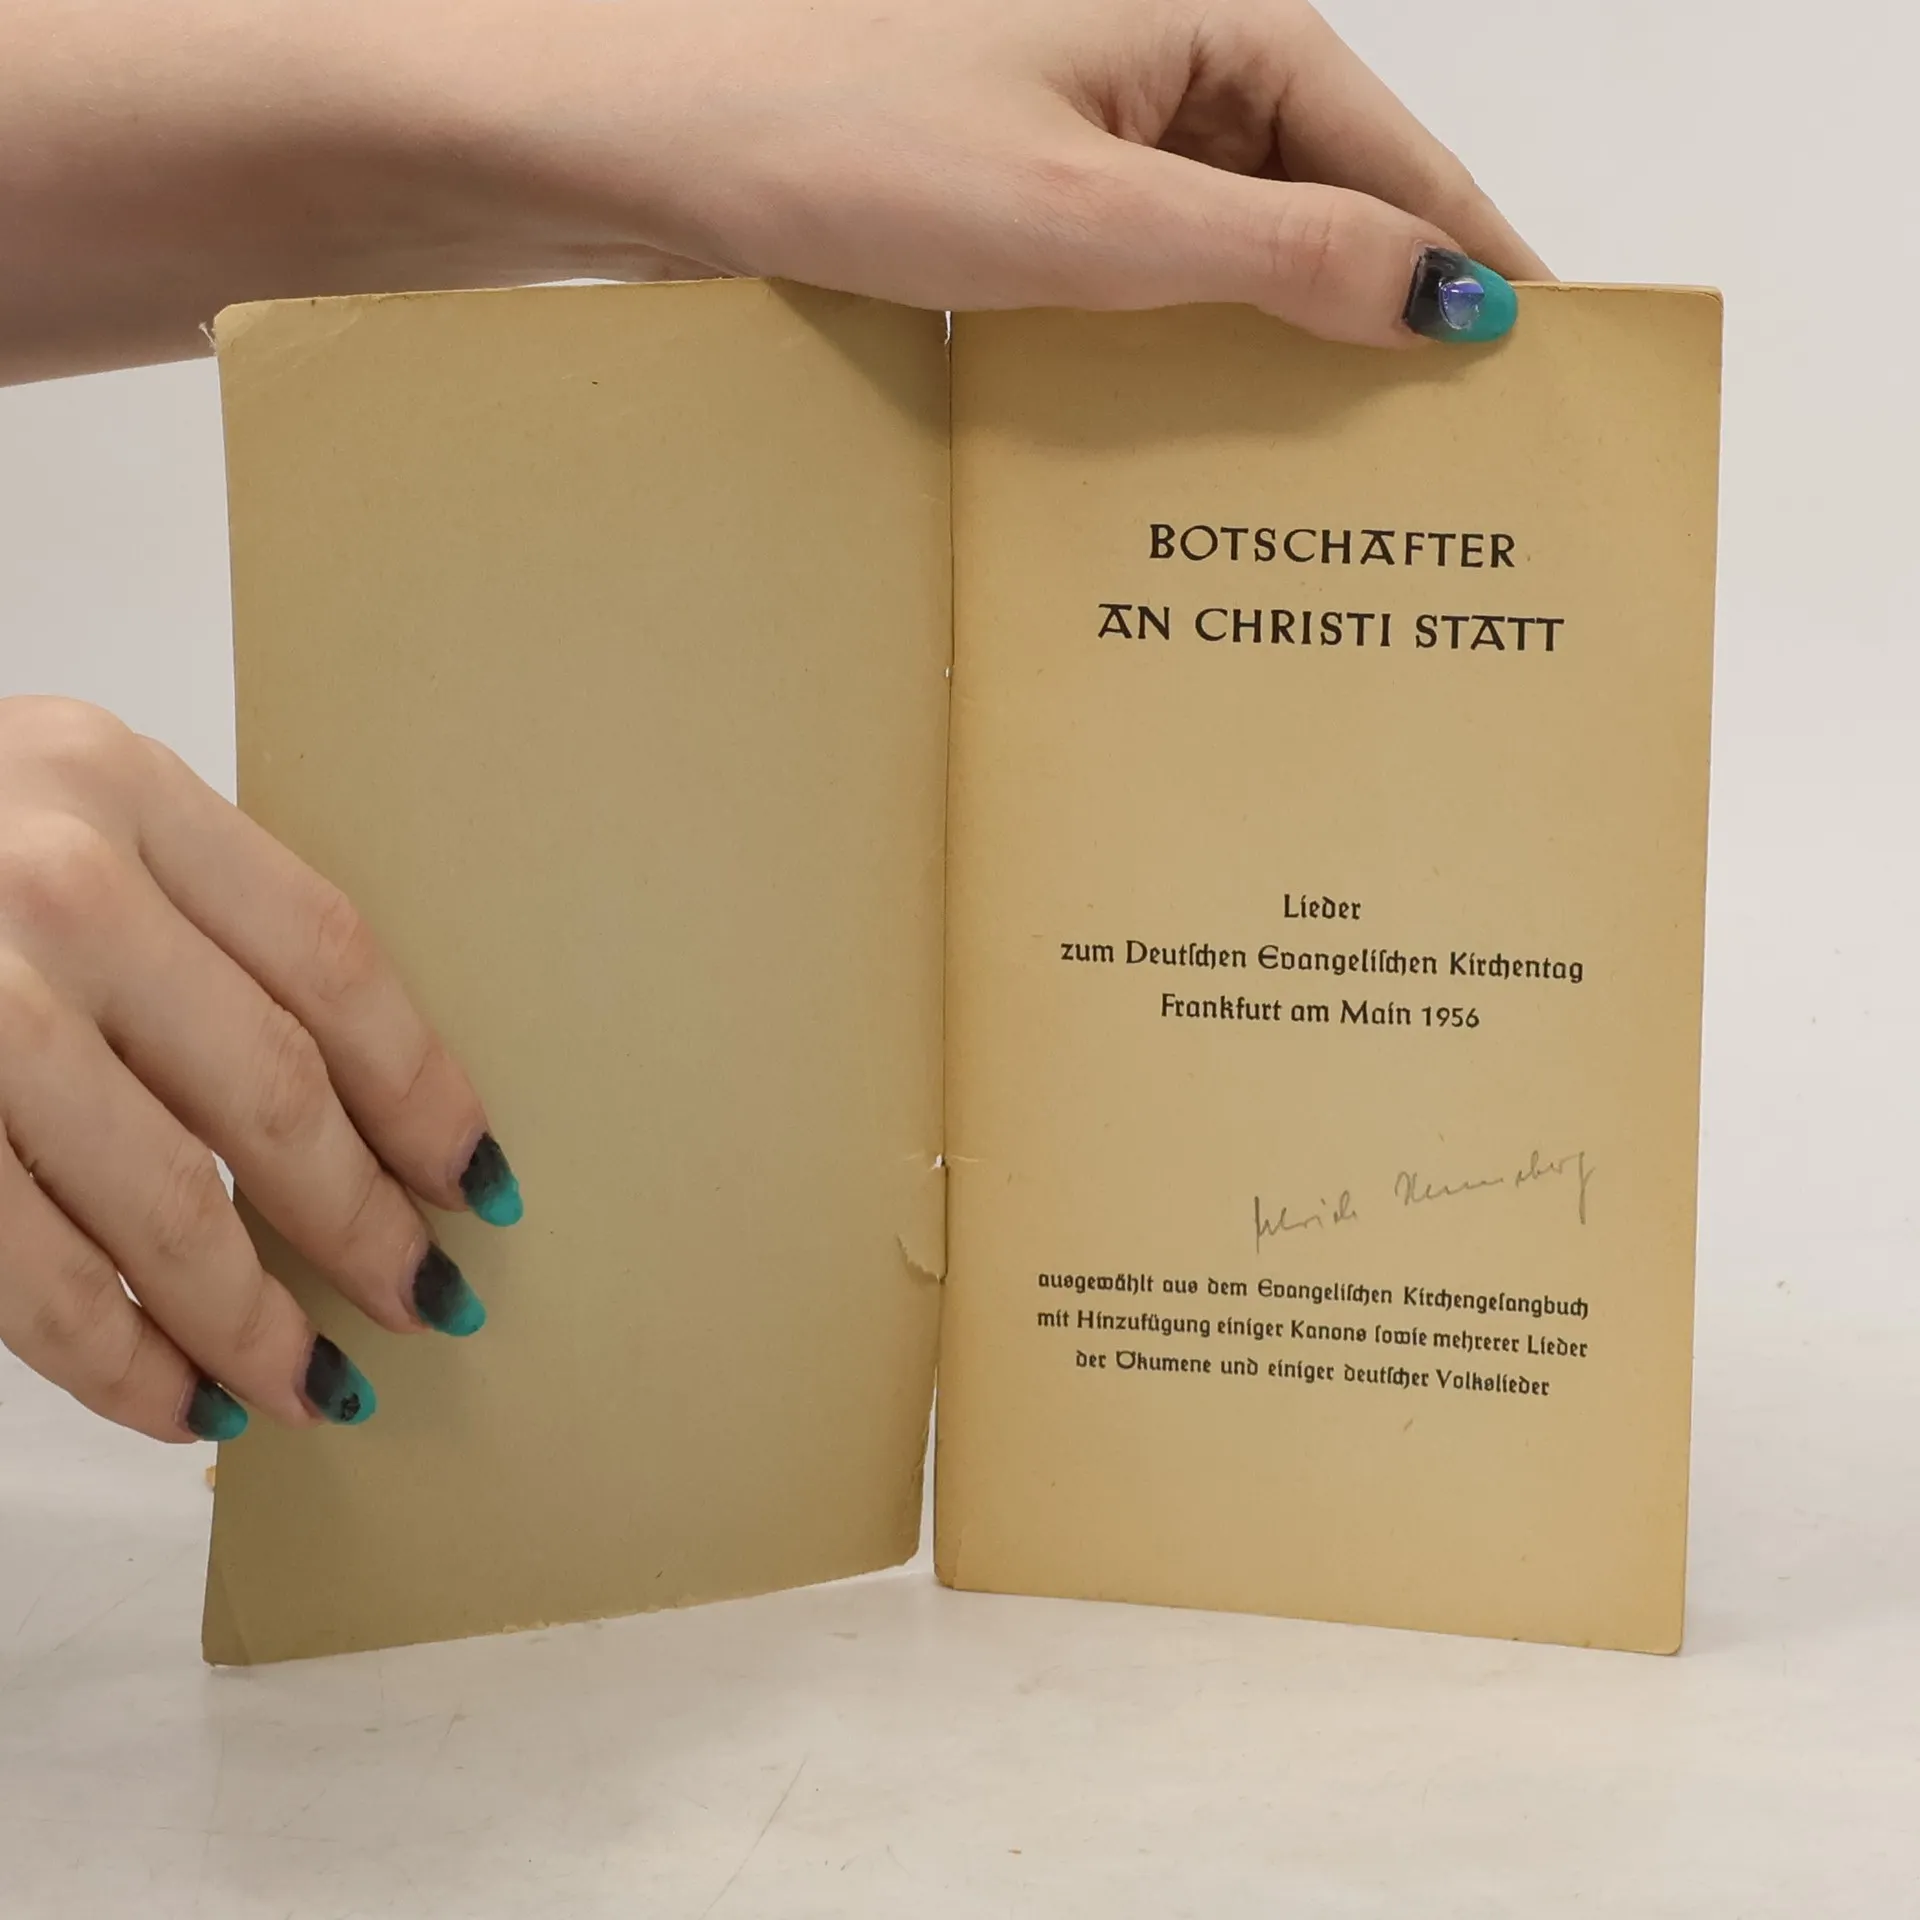 BOTSCHAFTER
AN CHRISTI STATT
Lieder
zum Deutſchen Evangeliſchen Kirchentag
Frankfurt am Main 1956
ausgewählt aus dem Evangeliſchen Kirchengeſangbuch
mit Hinzufügung einiger Kanons ſowie mehrerer Lieder
der Ökumene und einiger deutſcher Volkslieder